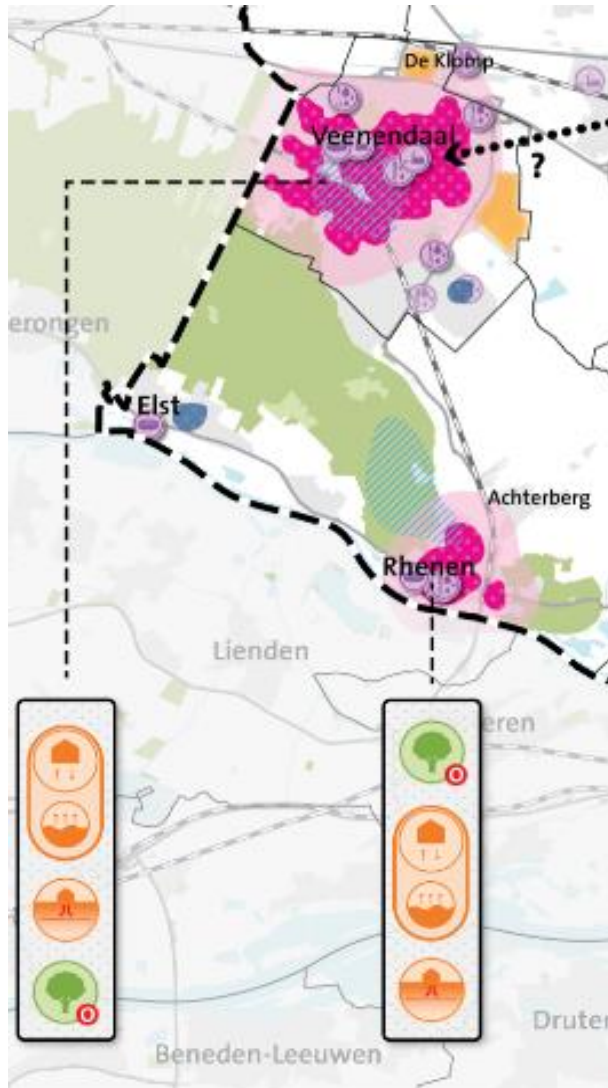 De Klomp
Veenendaal
?
erongen
Elst
Achterberg
Rhenen
Lienden
eren
O
O
Druten
Beneden-Leeuwen